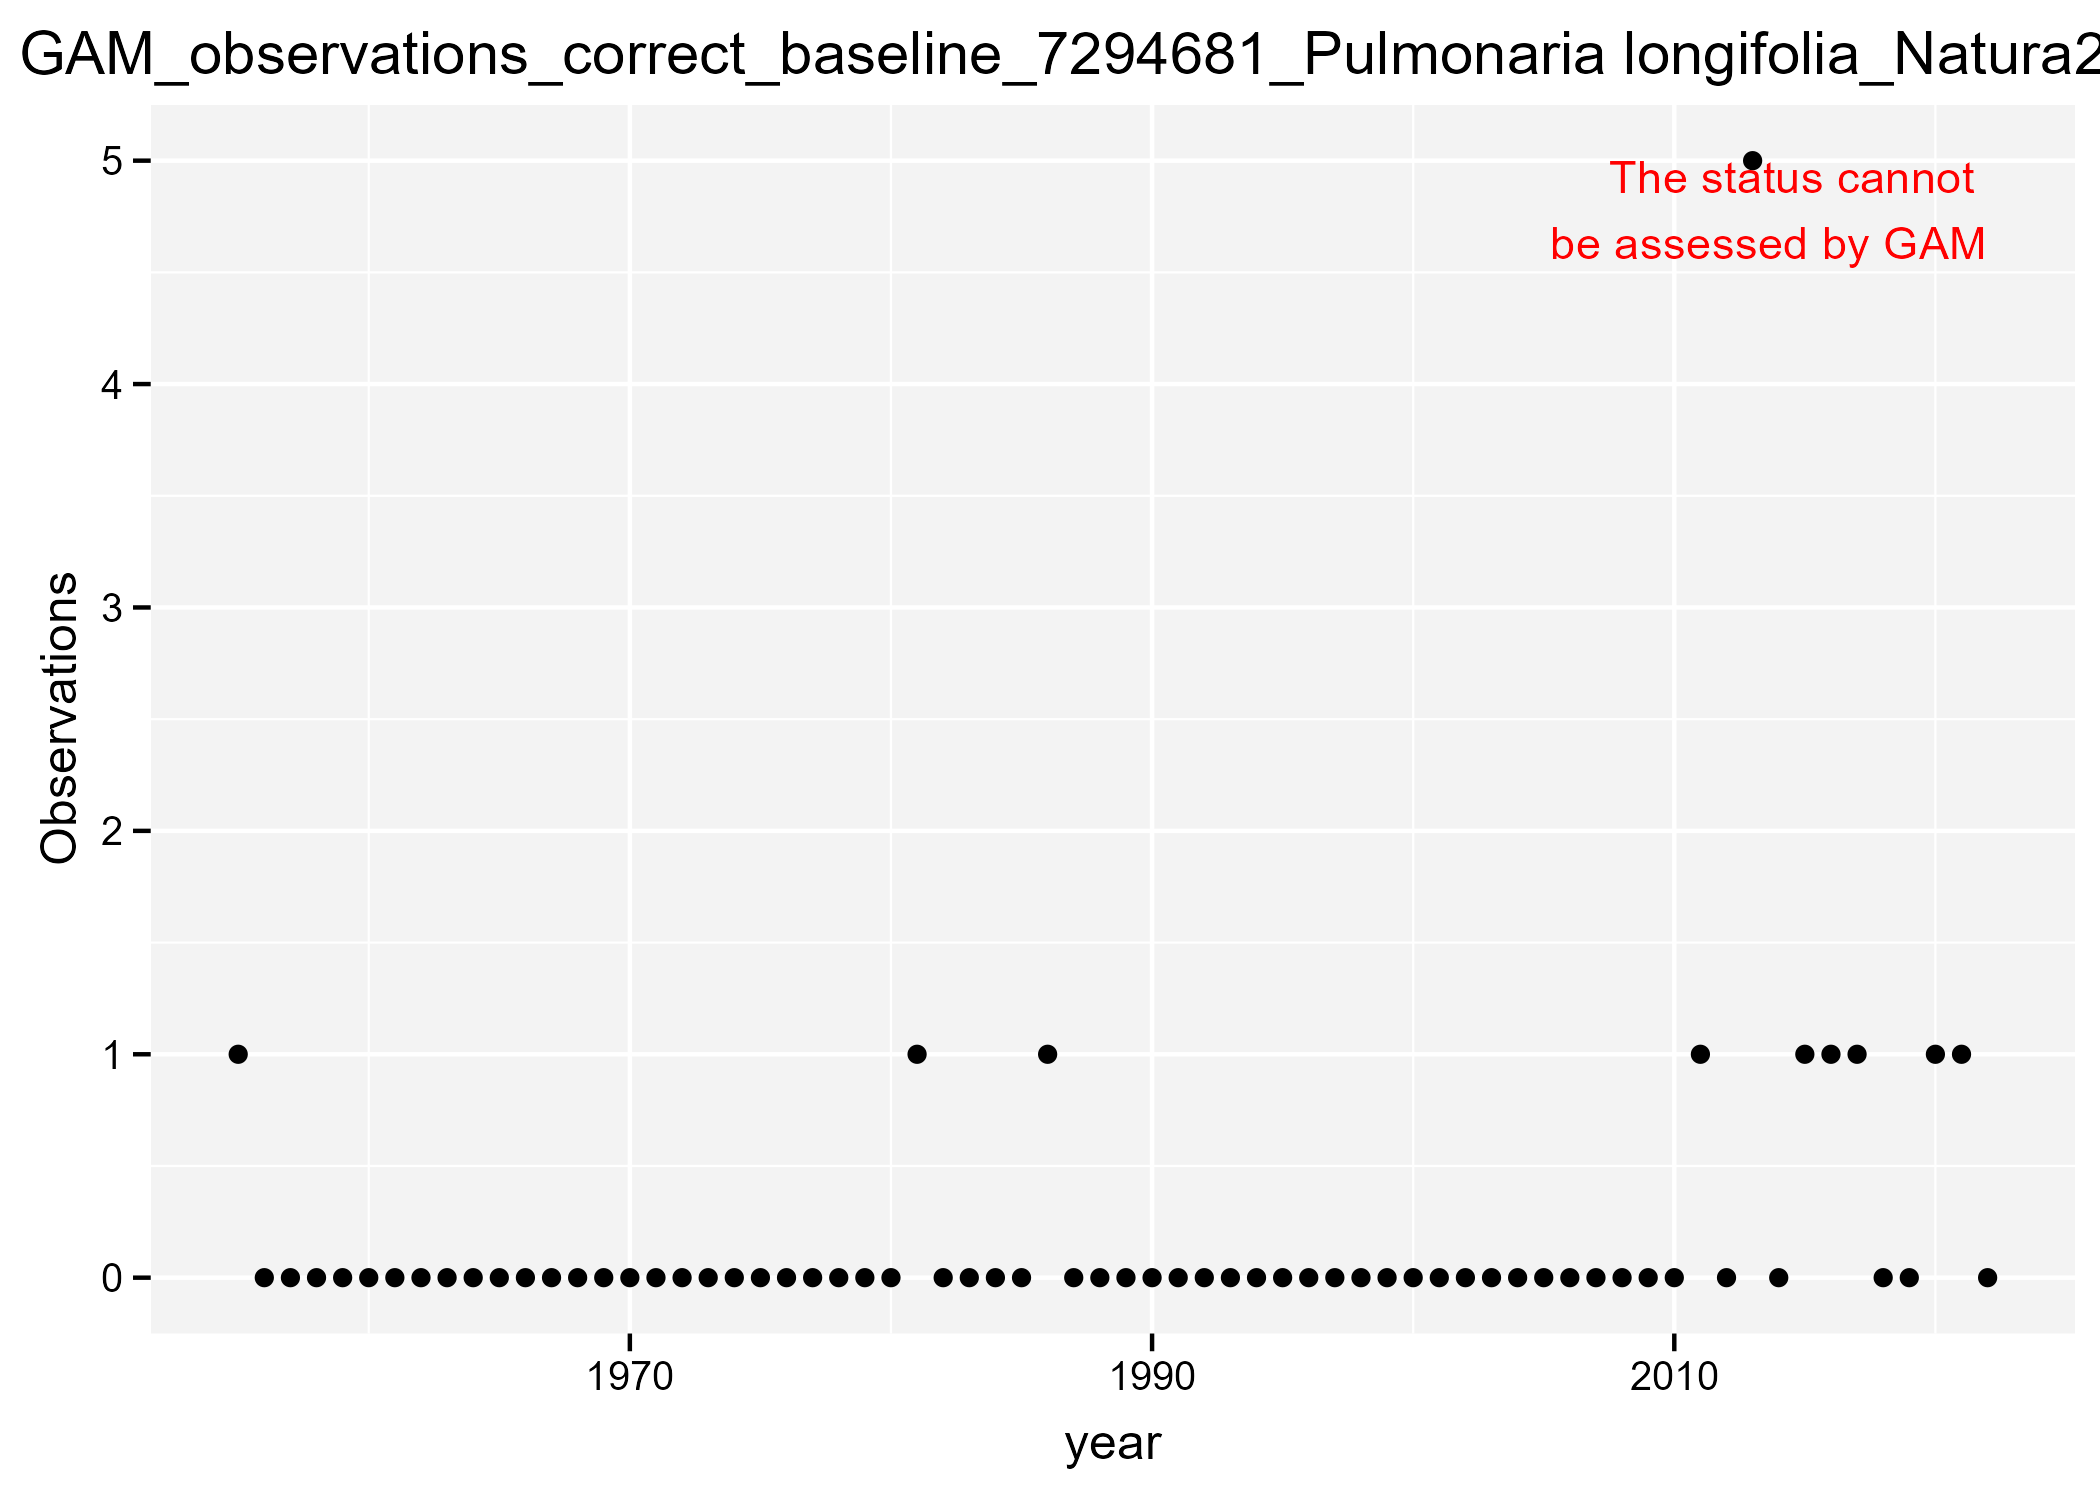 GAM_observations_correct_baseline_7294681_Pulmonaria longifolia_Natura2
5
The status cannot
be assessed by GAM
4
3
Observations
2
1
0
1970 1990 2010
year